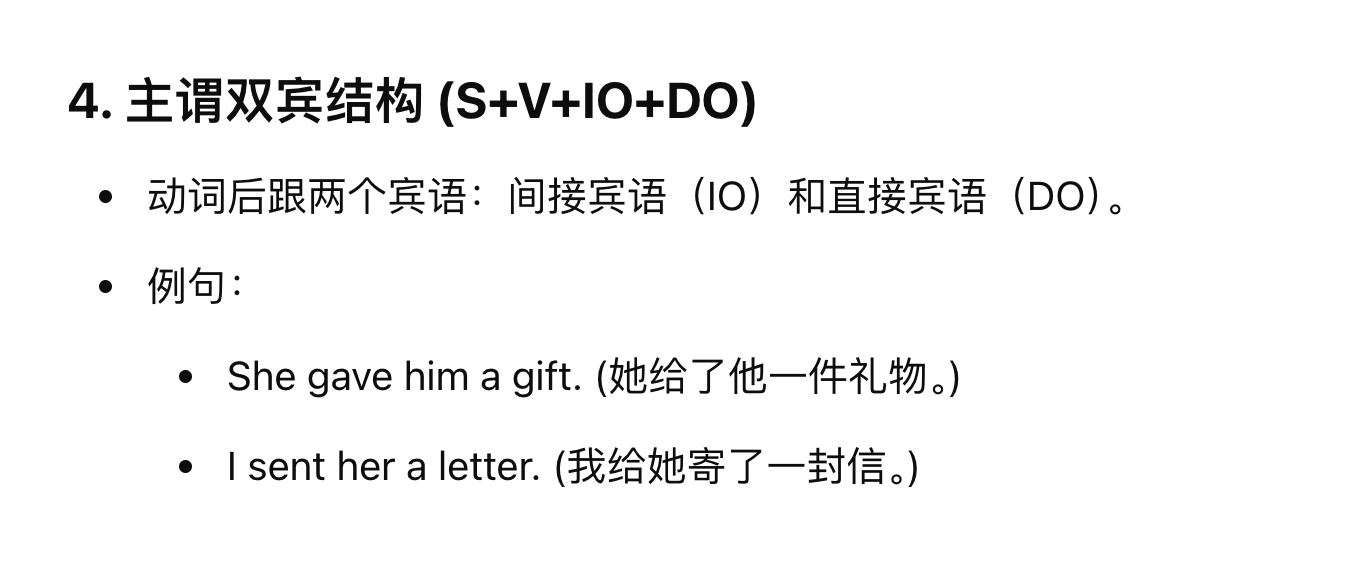 4. 主谓双宾结构 (S+V+IO+DO)
• 动词后跟两个宾语：间接宾语（IO）和直接宾语（DO）。
• 例句：
• She gave him a gift. (她给了他一件礼物。)
• I sent her a letter. (我给她寄了一封信。)